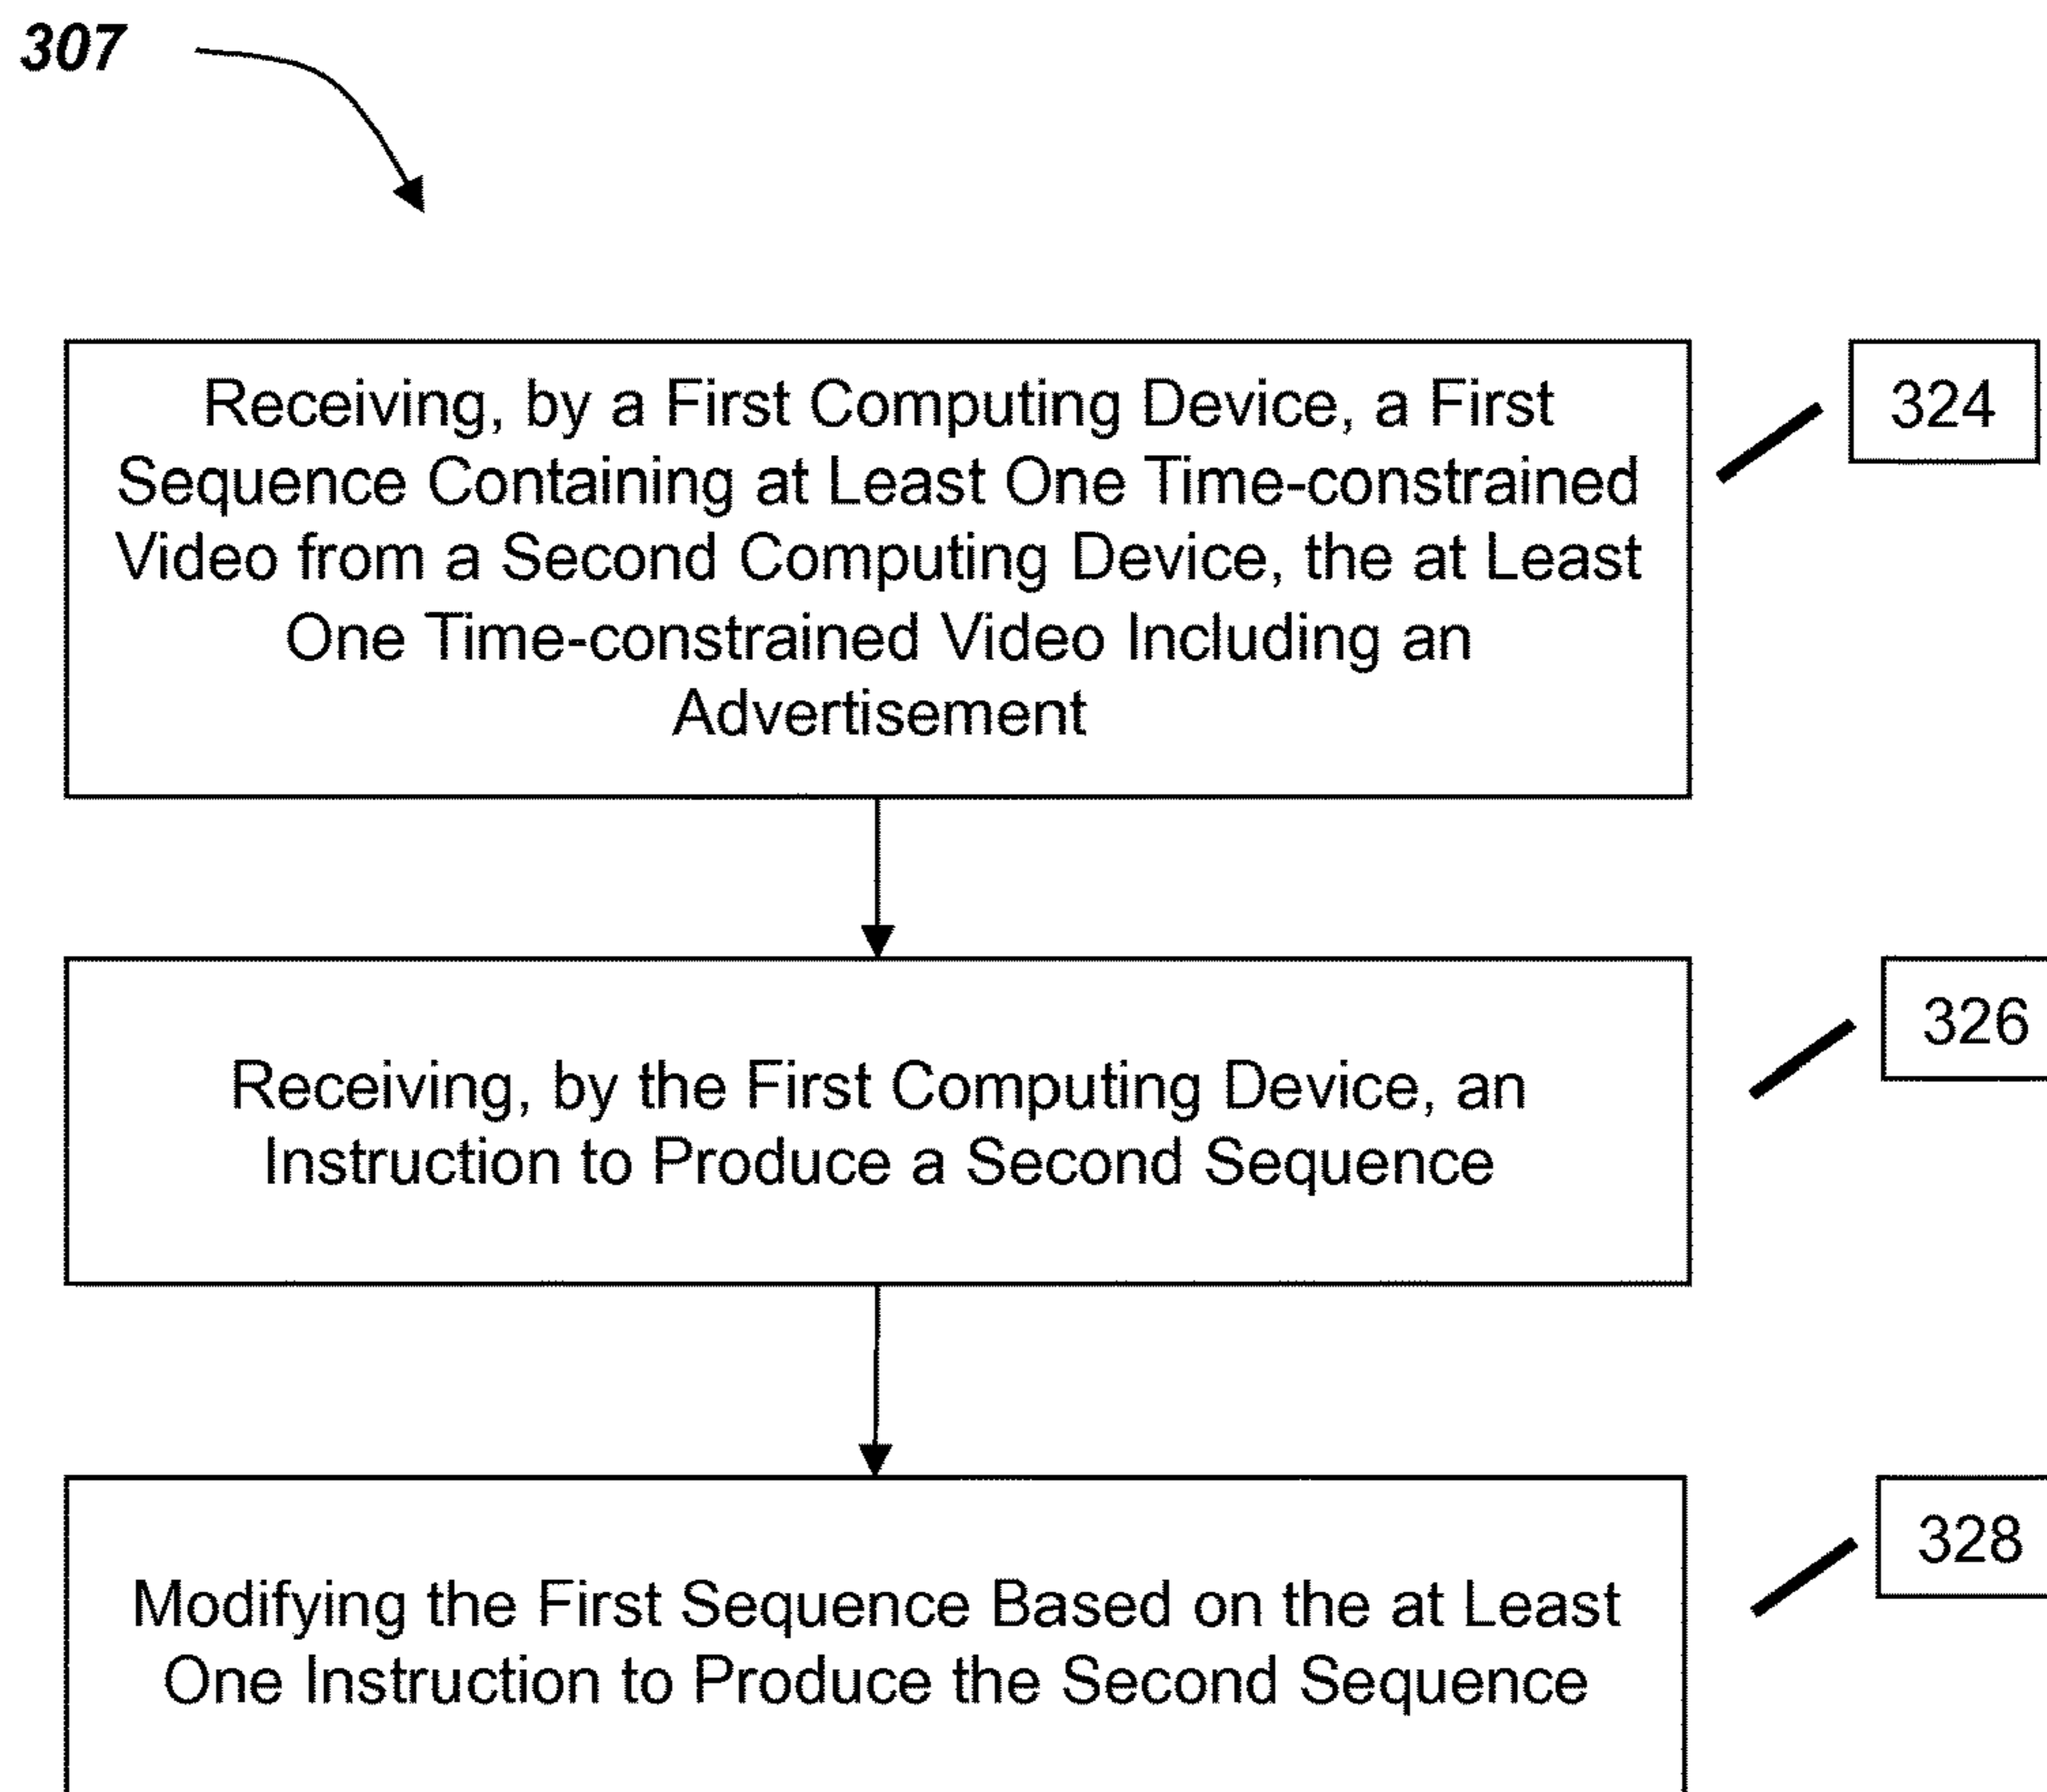 307
Receiving, by a First Computing Device, a First
Sequence Containing at Least One Time-constrained
Video from a Second Computing Device, the at Least
One Time-constrained Video Including an
Advertisement
324
Receiving, by the First Computing Device, an
Instruction to Produce a Second Sequence
326
Modifying the First Sequence Based on the at Least
One Instruction to Produce the Second Sequence
328